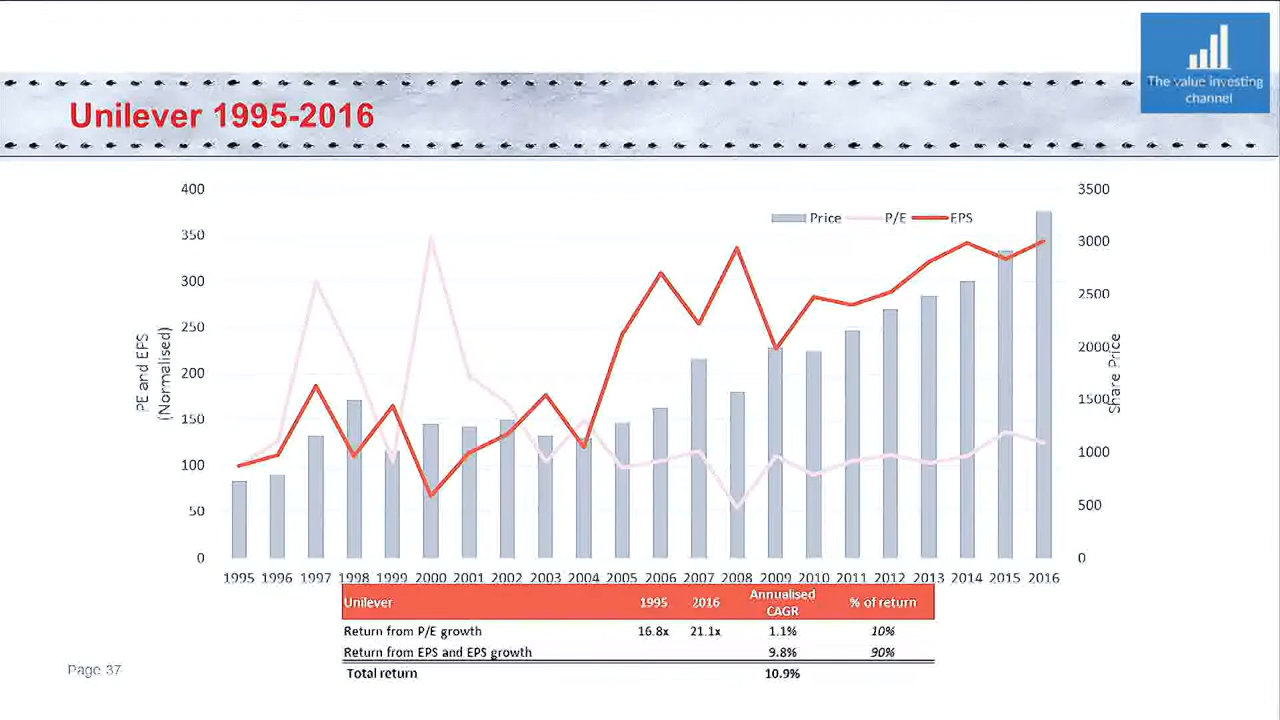 The value investing
channel
Unilever 1995-2016
400
350
300
250
200
150
100
50
0
PE and EPS
(Normalised)
Price
P/E
EPS
3500
3000
2500
2000
1500
1000
500
0
Share Price
1995 1996 1997 1998 1999 2000 2001 2002 2003 2004 2005 2006 2007 2008 2009 2010 2011 2012 2013 2014 2015 2016
Unilever 1995 2016 Annualised CAGR % of return
Return from P/E growth 16.8x 21.1x 1.1% 10%
Return from EPS and EPS growth 9.8% 90%
Total return 10.9%
Page 37